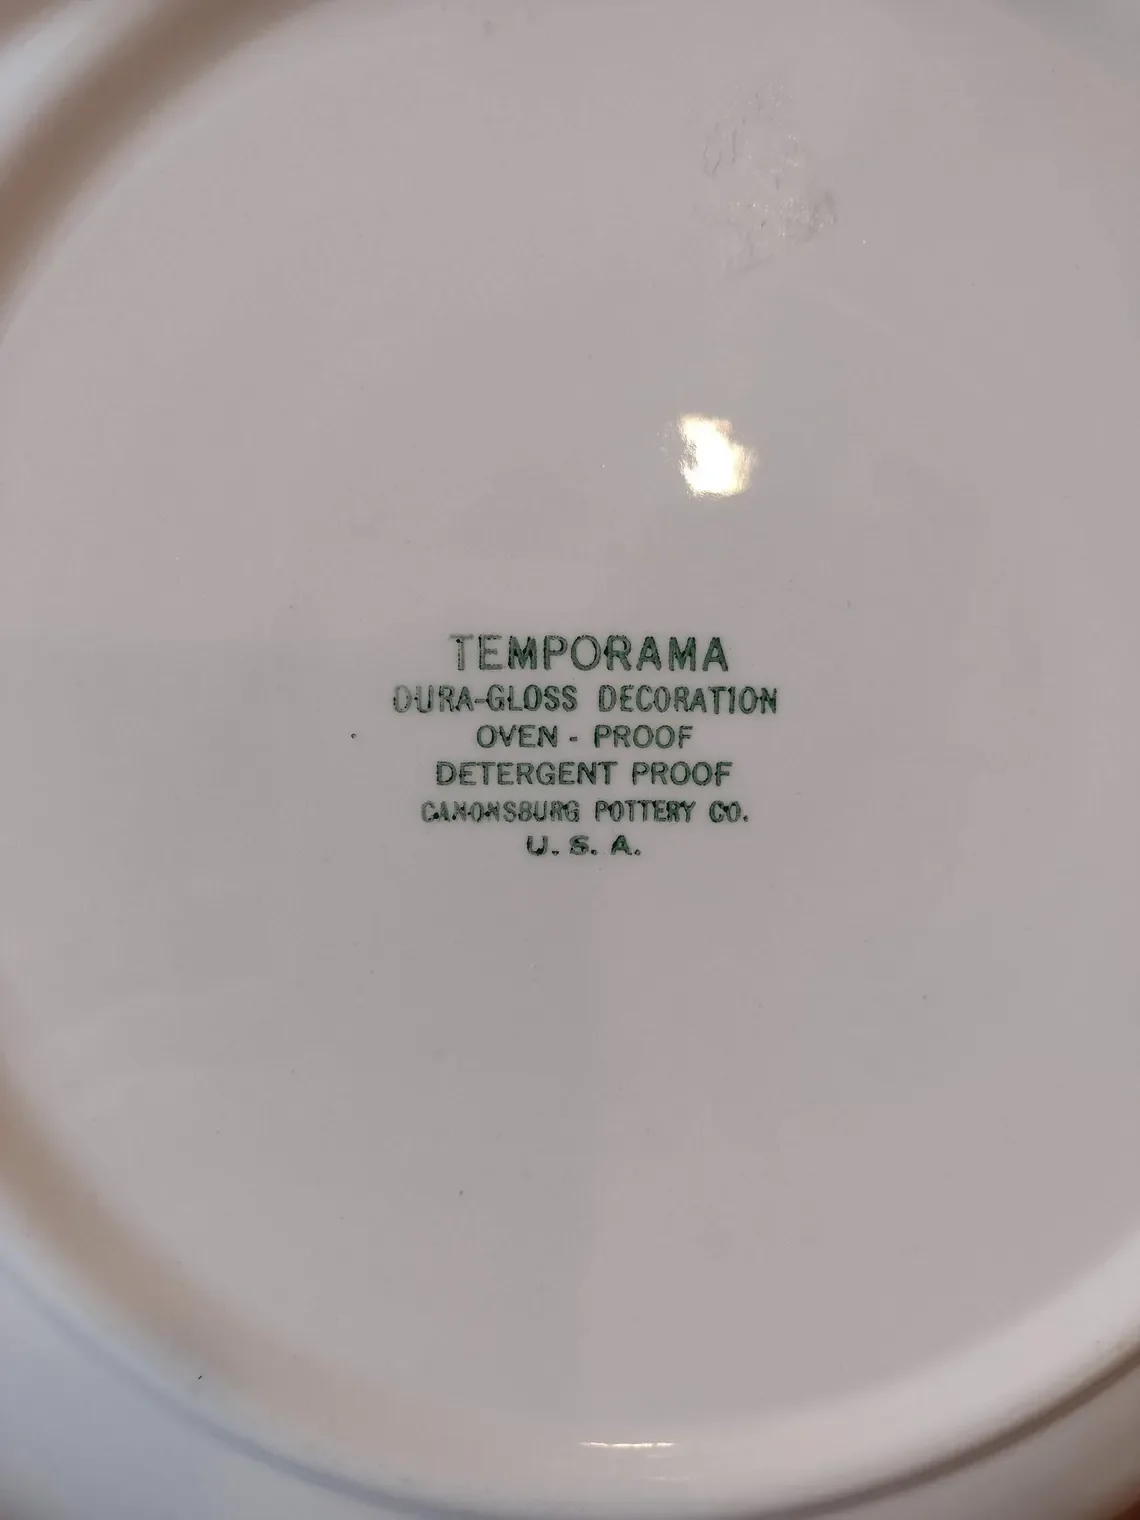 TEMPORAMA
DURA-GLOSS DECORATION
OVEN - PROOF
DETERGENT PROOF
CANONSBURG POTTERY CO.
U. S. A.